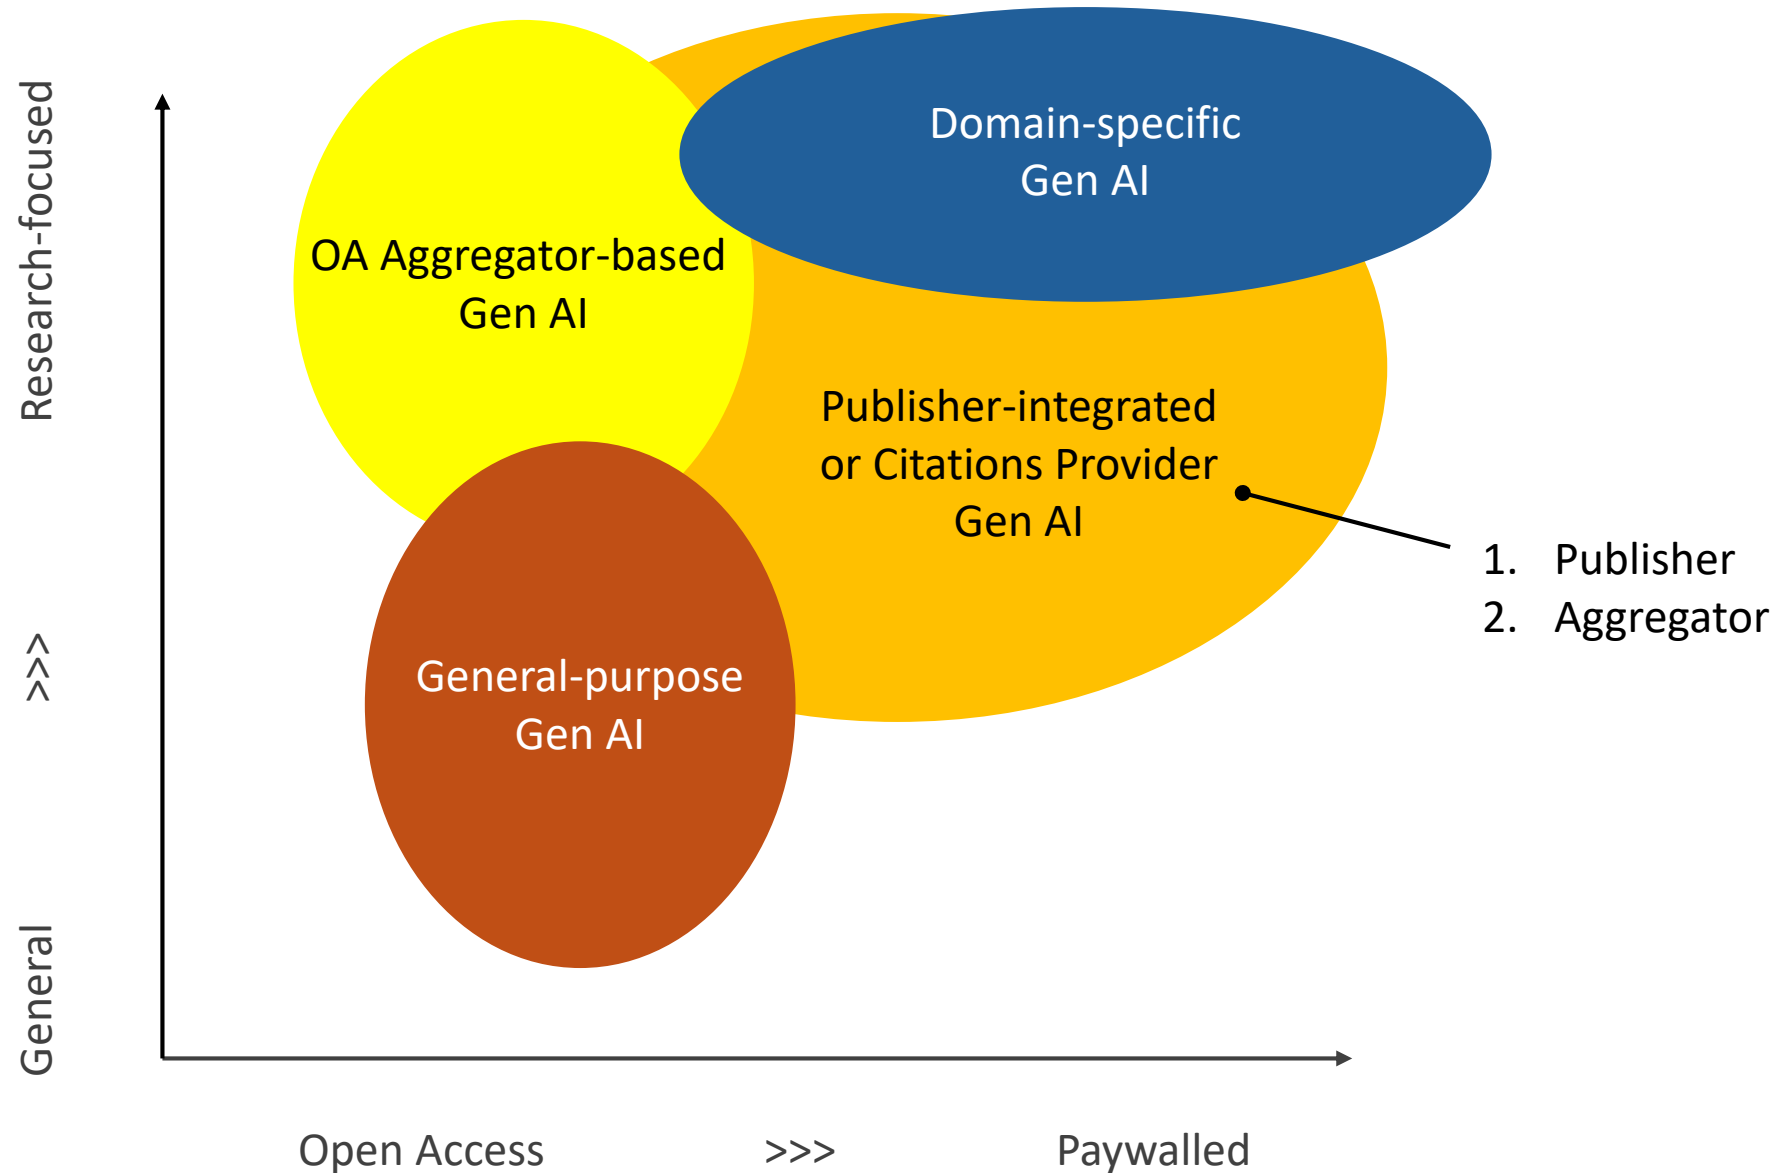 Research-focused
>>>
General
Domain-specific
Gen AI
OA Aggregator-based
Gen AI
Publisher-integrated
or Citations Provider
Gen AI
1. Publisher
2. Aggregator
General-purpose
Gen AI
Open Access >>> Paywalled